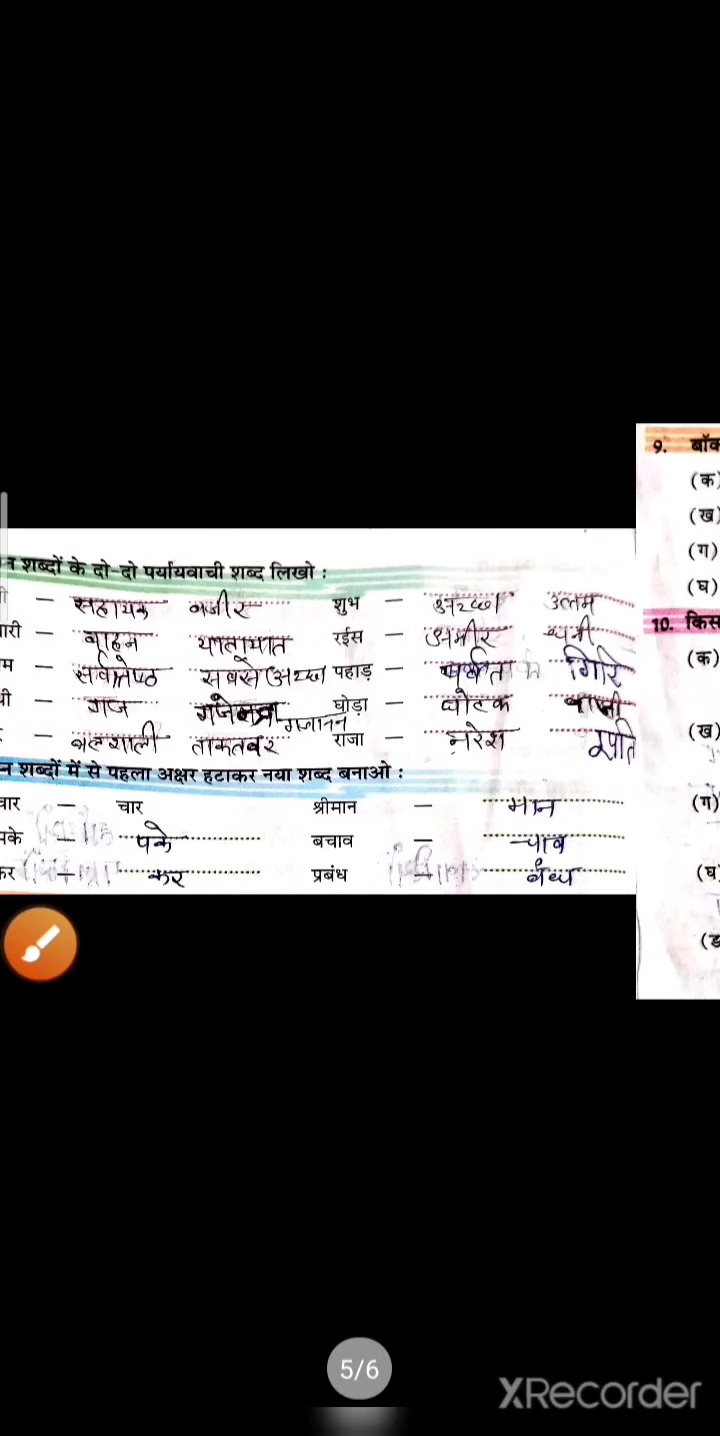 न शब्दों के दो-दो पर्यायवाची शब्द लिखो :
ी – सहायक वजीर शुभ – अच्छा उत्तम
ारी – वाहन यातायात रईस – अमीर धनी
म – सर्वश्रेष्ठ सबसे अच्छा पहाड़ – पर्वत गिरि
थी – गज गजानन घोड़ा – घोटक
– बलशाली ताकतवर राजा – नरेश
न शब्दों में से पहला अक्षर हटाकर नया शब्द बनाओ :
चार – चार श्रीमान – मान
पके – पके बचाव – चाव
कर – कर प्रबंध – बंध
9. बॉक
(क)
(ख)
(ग)
(घ)
10. किस
(क)
(ख)
(ग)
(घ)
(ङ
5/6
XRecorder